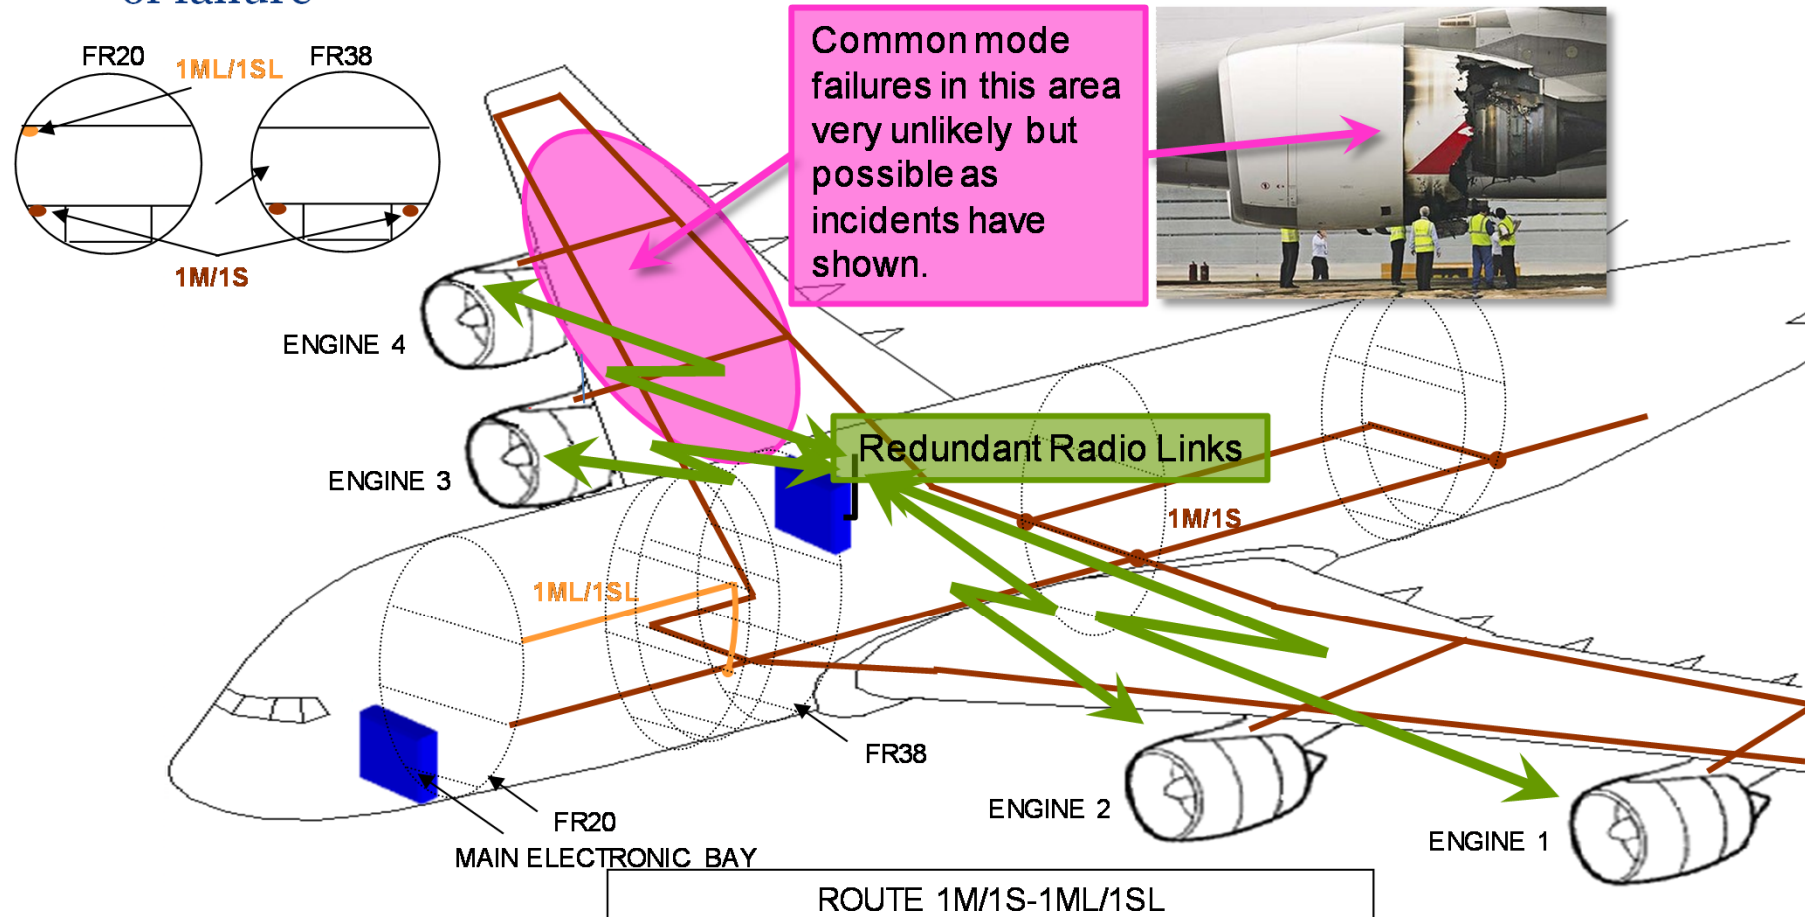 of failure
FR20
1ML/1SL
FR38
1M/1S
Common mode
failures in this area
very unlikely but
possible as
incidents have
shown.
ENGINE 4
ENGINE 3
Redundant Radio Links
1M/1S
1ML/1SL
FR38
FR20
MAIN ELECTRONIC BAY
ENGINE 2
ENGINE 1
ROUTE 1M/1S-1ML/1SL